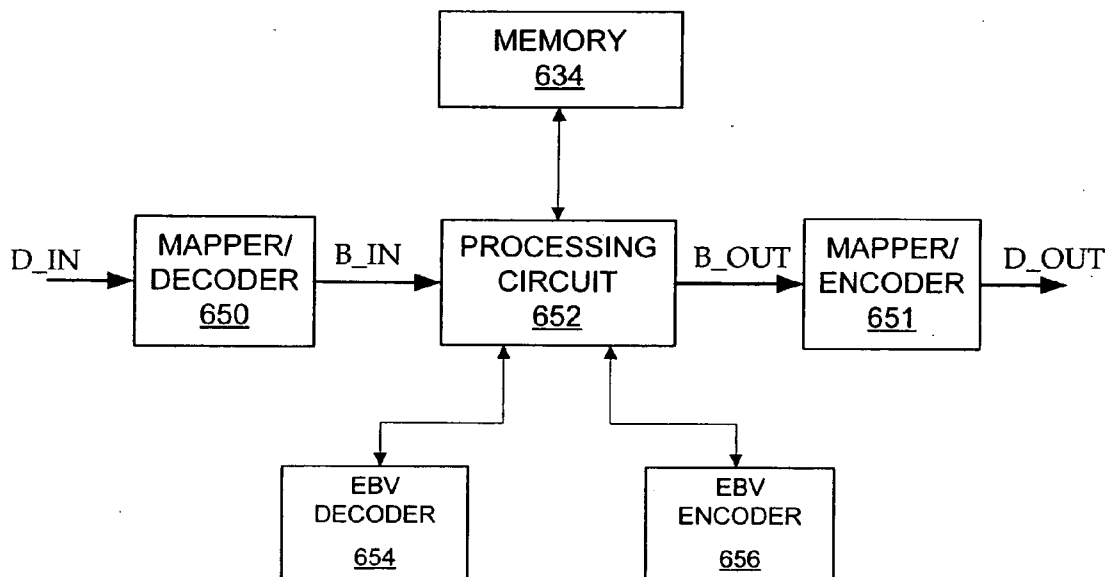 MEMORY
634
D_IN
MAPPER/
DECODER
650
B_IN
PROCESSING
CIRCUIT
652
B_OUT
MAPPER/
ENCODER
651
D_OUT
EBV
DECODER
654
EBV
ENCODER
656